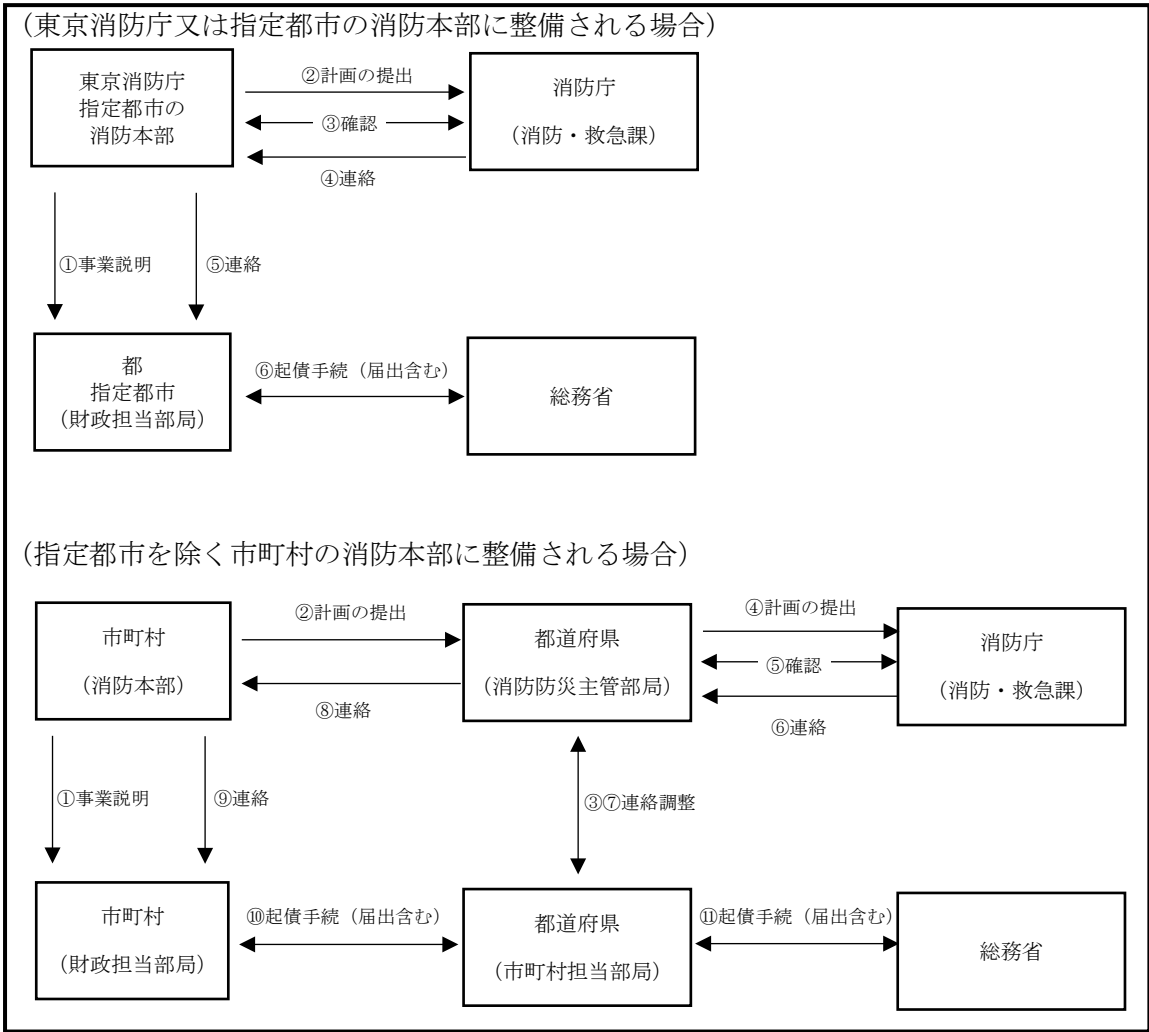 （東京消防庁又は指定都市の消防本部に整備される場合）
東京消防庁
指定都市の
消防本部
②計画の提出
③確認
④連絡
消防庁
（消防・救急課）
①事業説明
⑤連絡
都
指定都市
（財政担当部局）
⑥起債手続（届出含む）
総務省
（指定都市を除く市町村の消防本部に整備される場合）
市町村
（消防本部）
②計画の提出
⑧連絡
都道府県
（消防防災主管部局）
④計画の提出
⑤確認
⑥連絡
消防庁
（消防・救急課）
①事業説明
⑨連絡
③⑦連絡調整
市町村
（財政担当部局）
⑩起債手続（届出含む）
都道府県
（市町村担当部局）
⑪起債手続（届出含む）
総務省